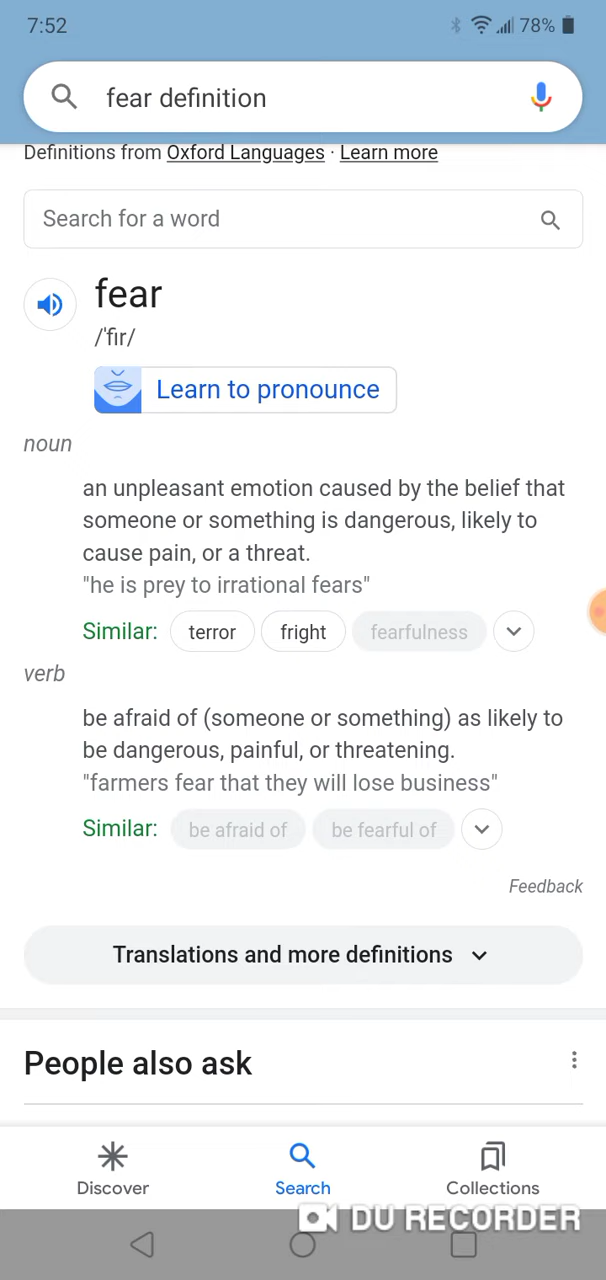 7:52
78%
fear definition
Definitions from Oxford Languages · Learn more
Search for a word
fear
/ˈfir/
Learn to pronounce
noun
an unpleasant emotion caused by the belief that
someone or something is dangerous, likely to
cause pain, or a threat.
"he is prey to irrational fears"
Similar: terror fright fearfulness
verb
be afraid of (someone or something) as likely to
be dangerous, painful, or threatening.
"farmers fear that they will lose business"
Similar: be afraid of be fearful of
Feedback
Translations and more definitions
People also ask
Discover Search Collections
DU RECORDER